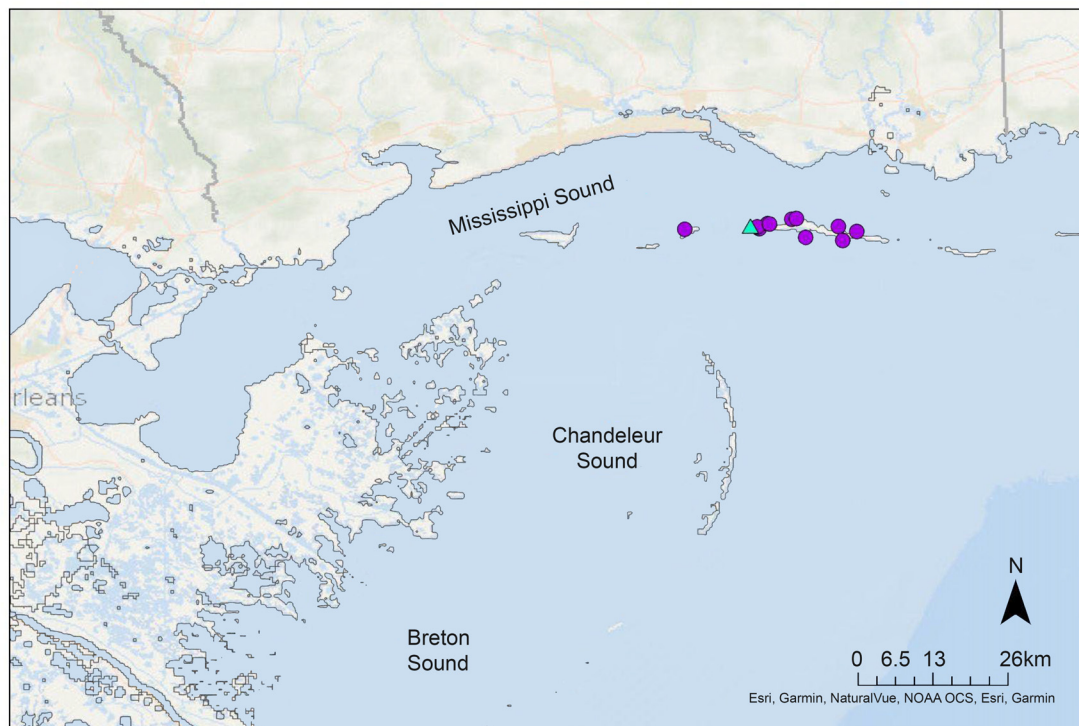 Mississippi Sound
rleans
Chandeleur
Sound
Breton
Sound
N
0 6.5 13 26km
Esri, Garmin, NaturalVue, NOAA OCS, Esri, Garmin